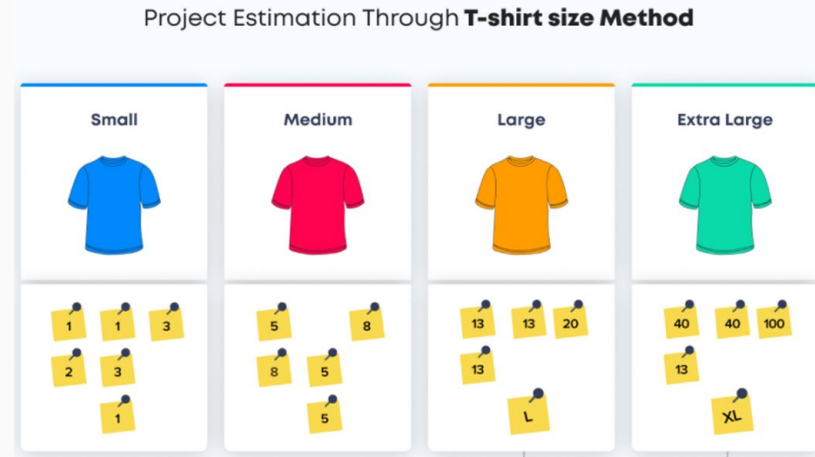 Project Estimation Through T-shirt size Method
Small
Medium
Large
Extra Large
1 1 3
2 3
1
5 8
8 5
5
13 13 20
13
L
40 40 100
13
XL